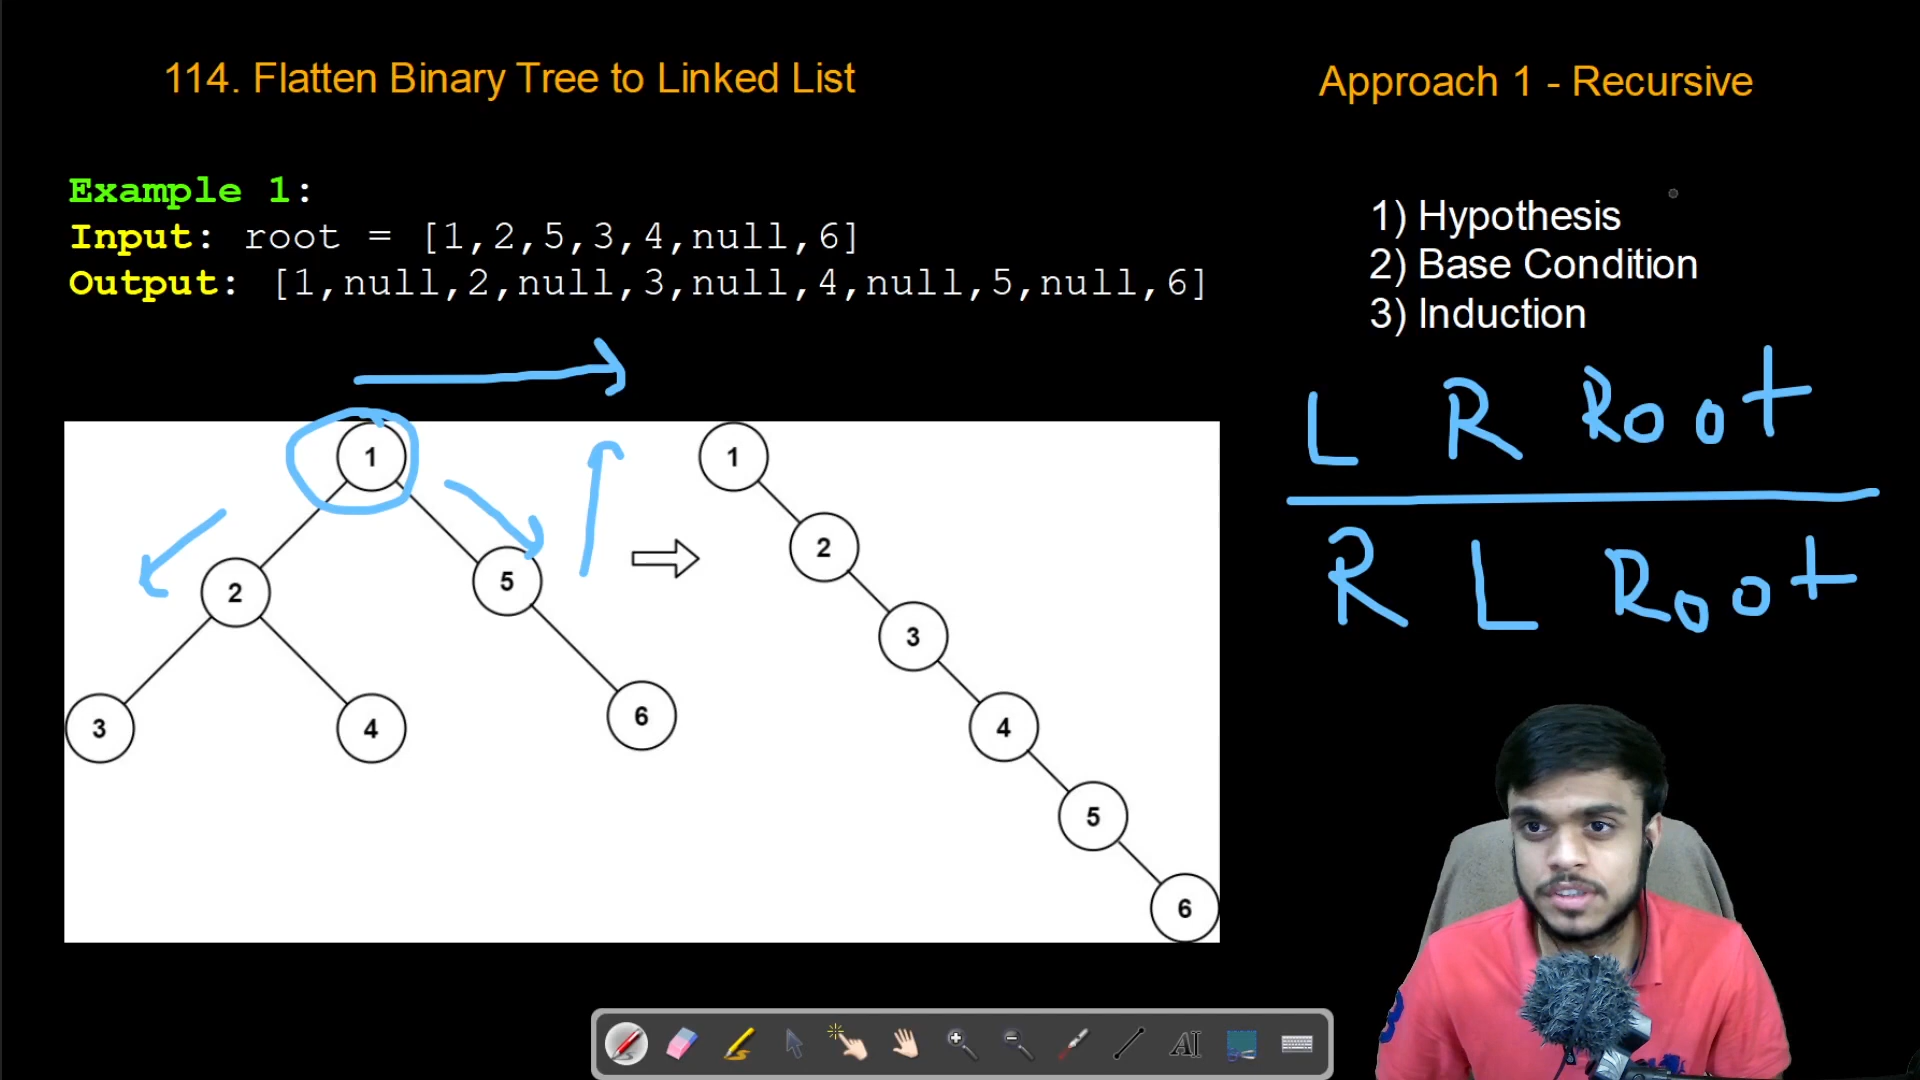 114. Flatten Binary Tree to Linked List
Approach 1 - Recursive
Example 1:
Input: root = [1,2,5,3,4,null,6]
Output: [1,null,2,null,3,null,4,null,5,null,6]
1) Hypothesis
2) Base Condition
3) Induction
L R Root
R L Root
1
2
5
3
4
6
1
2
3
4
5
6
AI
3